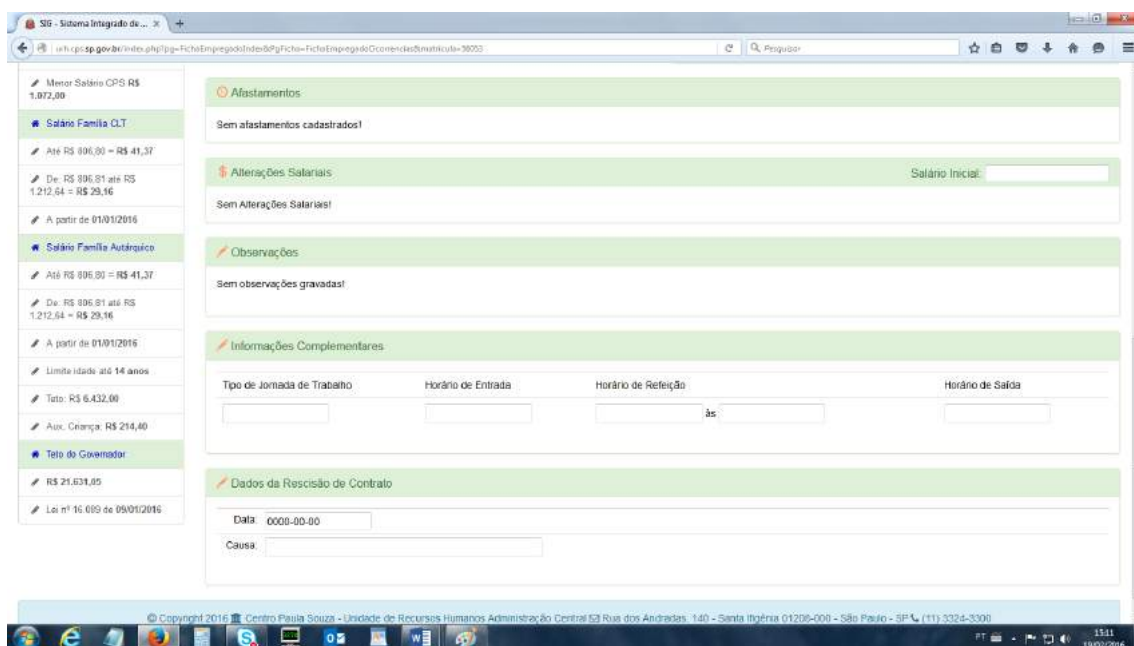 SIG - Sistema Integrado de ...
Pesquisar
Menor Salário CPS R$
1.072,00
Salário Família CLT
Até R$ 806,80 = R$ 41,37
De: R$ 806,81 até R$
1.212,64 = R$ 29,16
A partir de 01/01/2016
Salário Família Autárquico
Até R$ 806,80 = R$ 41,37
De: R$ 806,81 até R$
1.212,64 = R$ 29,16
A partir de 01/01/2016
Limite idade até 14 anos
Teto: R$ 6.432,00
Aux. Criança: R$ 214,40
Teto do Governador
R$ 21.631,05
Lei nº 16.089 de 09/01/2016
Afastamentos
Sem afastamentos cadastrados!
Alterações Salariais
Salário Inicial:
Sem Alterações Salariais!
Observações
Sem observações gravadas!
Informações Complementares
Tipo de Jornada de Trabalho Horário de Entrada Horário de Refeição Horário de Saída
às
Dados da Rescisão de Contrato
Data: 0000-00-00
Causa:
© Copyright 2016 Centro Paula Souza - Unidade de Recursos Humanos Administração Central Rua dos Andradas, 140 - Santa Ifigênia 01208-000 - São Paulo - SP (11) 3324-3300
PT 15:11
19/02/2016